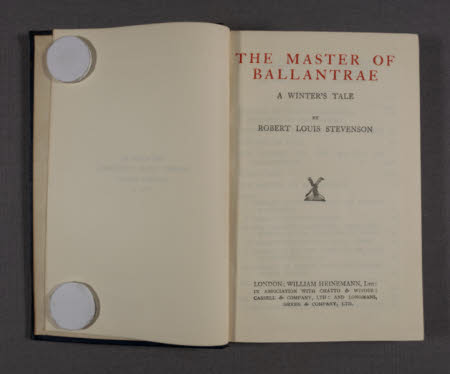 THE MASTER OF
BALLANTRAE
A WINTER'S TALE
BY
ROBERT LOUIS STEVENSON
LONDON: WILLIAM HEINEMANN, LTD:
IN ASSOCIATION WITH CHATTO & WINDUS:
CASSELL & COMPANY, LTD: AND LONGMANS,
GREEN & COMPANY, LTD.